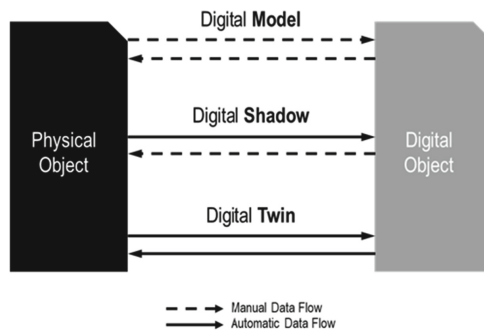 Digital Model
Physical
Object
Digital Shadow
Digital
Object
Digital Twin
Manual Data Flow
Automatic Data Flow